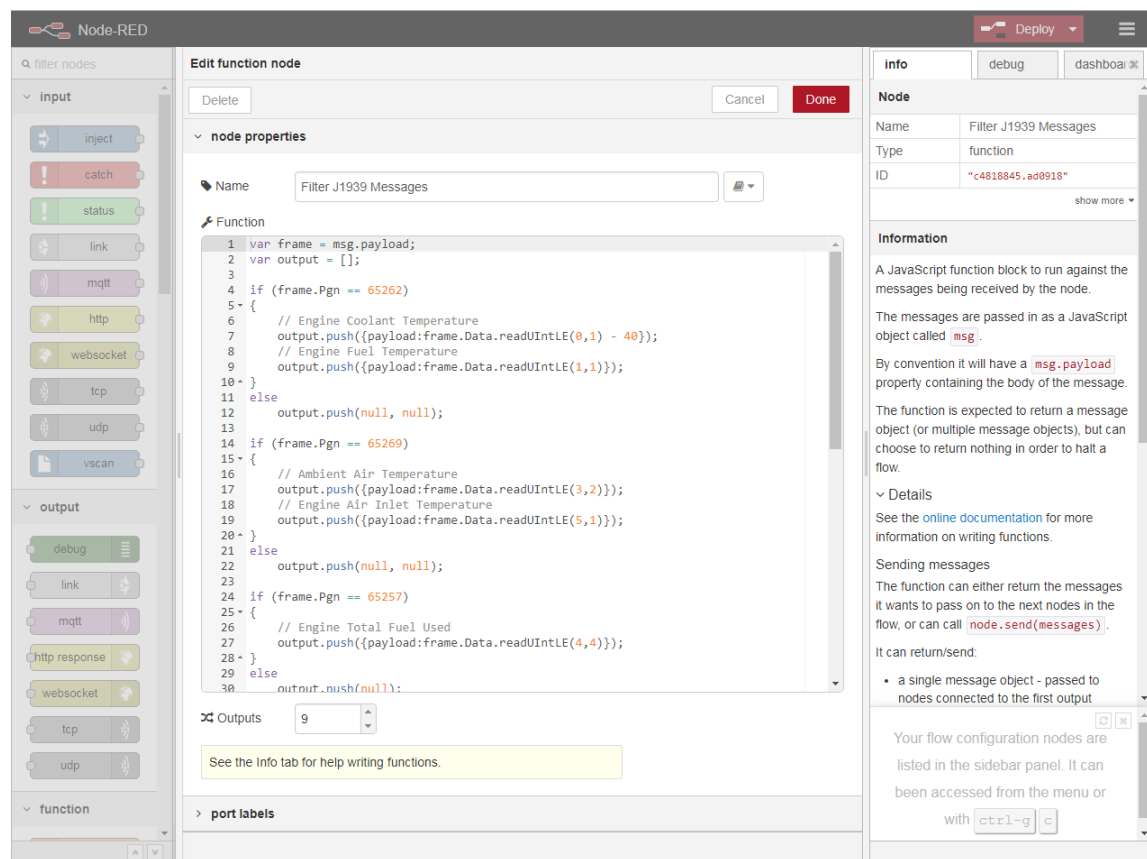 Node-RED
Deploy
filter nodes
input
inject
catch
status
link
mqtt
http
websocket
tcp
udp
vscan
output
debug
link
mqtt
http response
websocket
tcp
udp
function
Edit function node
Delete
Cancel
Done
node properties
Name
Filter J1939 Messages
Function
1 var frame = msg.payload;
2 var output = [];
3
4 if (frame.Pgn == 65262)
5 {
6 // Engine Coolant Temperature
7 output.push({payload:frame.Data.readUIntLE(0,1) - 40});
8 // Engine Fuel Temperature
9 output.push({payload:frame.Data.readUIntLE(1,1)});
10 }
11 else
12 output.push(null, null);
13
14 if (frame.Pgn == 65269)
15 {
16 // Ambient Air Temperature
17 output.push({payload:frame.Data.readUIntLE(3,2)});
18 // Engine Air Inlet Temperature
19 output.push({payload:frame.Data.readUIntLE(5,1)});
20 }
21 else
22 output.push(null, null);
23
24 if (frame.Pgn == 65257)
25 {
26 // Engine Total Fuel Used
27 output.push({payload:frame.Data.readUIntLE(4,4)});
28 }
29 else
30 output.push(null);
Outputs
9
See the Info tab for help writing functions.
port labels
info
debug
dashboa
Node
Name Filter J1939 Messages
Type function
ID "c4818845.ad0918"
show more
Information
A JavaScript function block to run against the
messages being received by the node.
The messages are passed in as a JavaScript
object called msg .
By convention it will have a msg.payload
property containing the body of the message.
The function is expected to return a message
object (or multiple message objects), but can
choose to return nothing in order to halt a
flow.
Details
See the online documentation for more
information on writing functions.
Sending messages
The function can either return the messages
it wants to pass on to the next nodes in the
flow, or can call node.send(messages) .
It can return/send:
• a single message object - passed to
nodes connected to the first output
Your flow configuration nodes are
listed in the sidebar panel. It can
been accessed from the menu or
with ctrl-g c